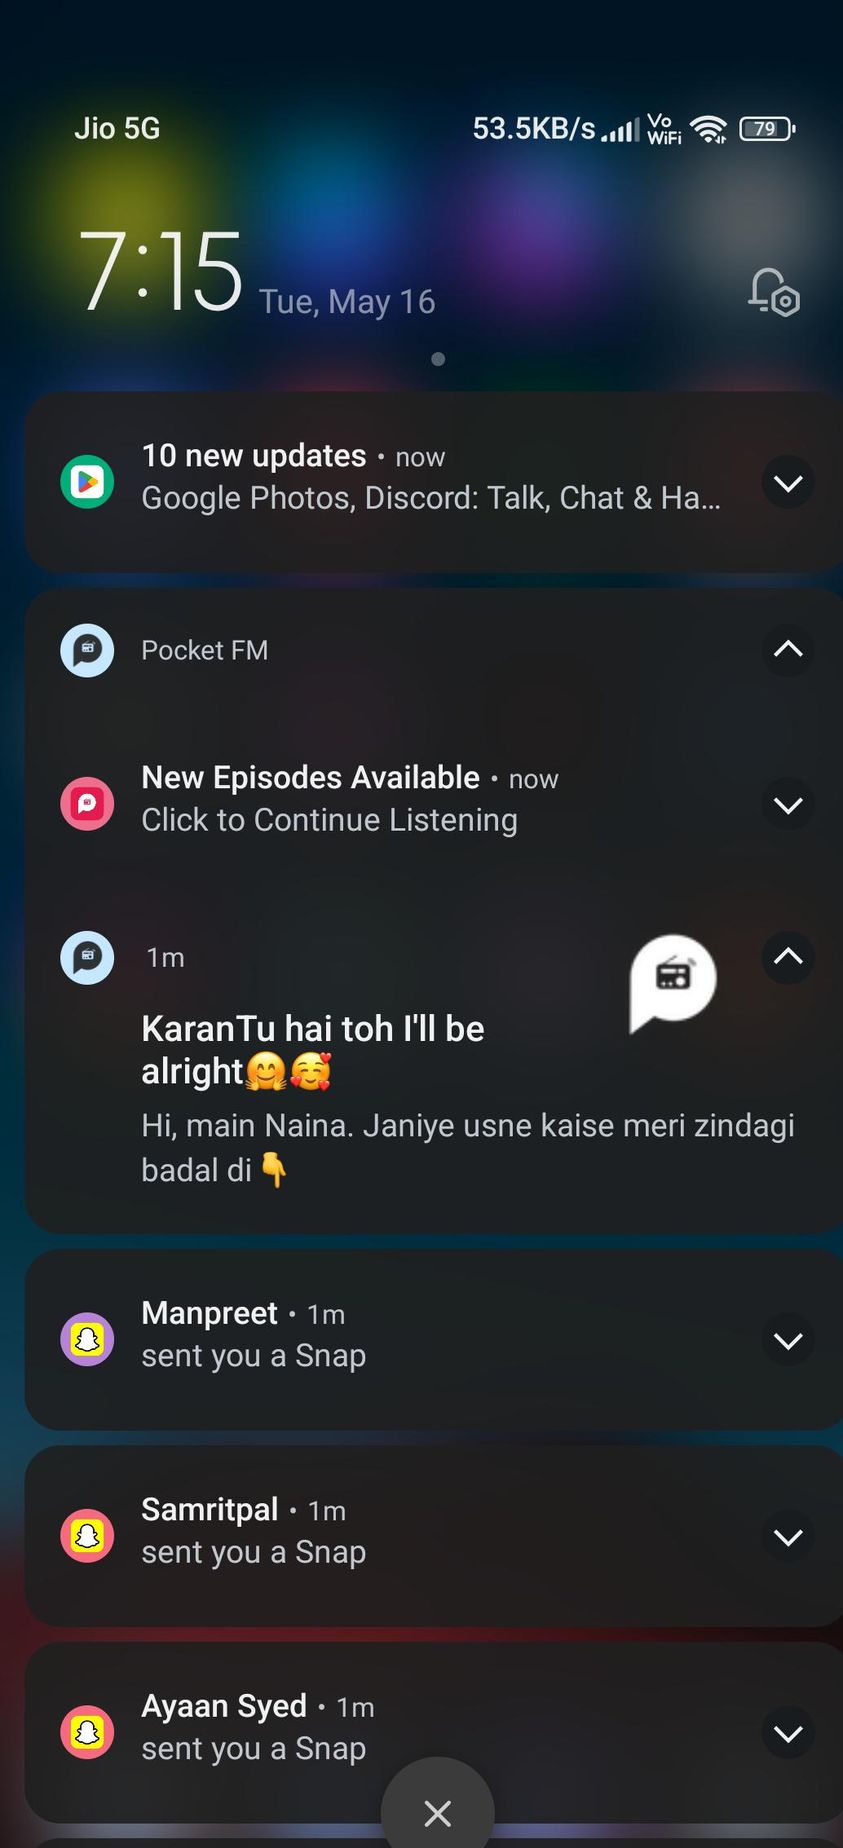 Jio 5G 53.5KB/s Vo WiFi 79
7:15 Tue, May 16
10 new updates • now
Google Photos, Discord: Talk, Chat & Ha...
Pocket FM
New Episodes Available • now
Click to Continue Listening
1m
KaranTu hai toh I'll be
alright🤗🥰
Hi, main Naina. Janiye usne kaise meri zindagi
badal di👇
Manpreet • 1m
sent you a Snap
Samritpal • 1m
sent you a Snap
Ayaan Syed • 1m
sent you a Snap